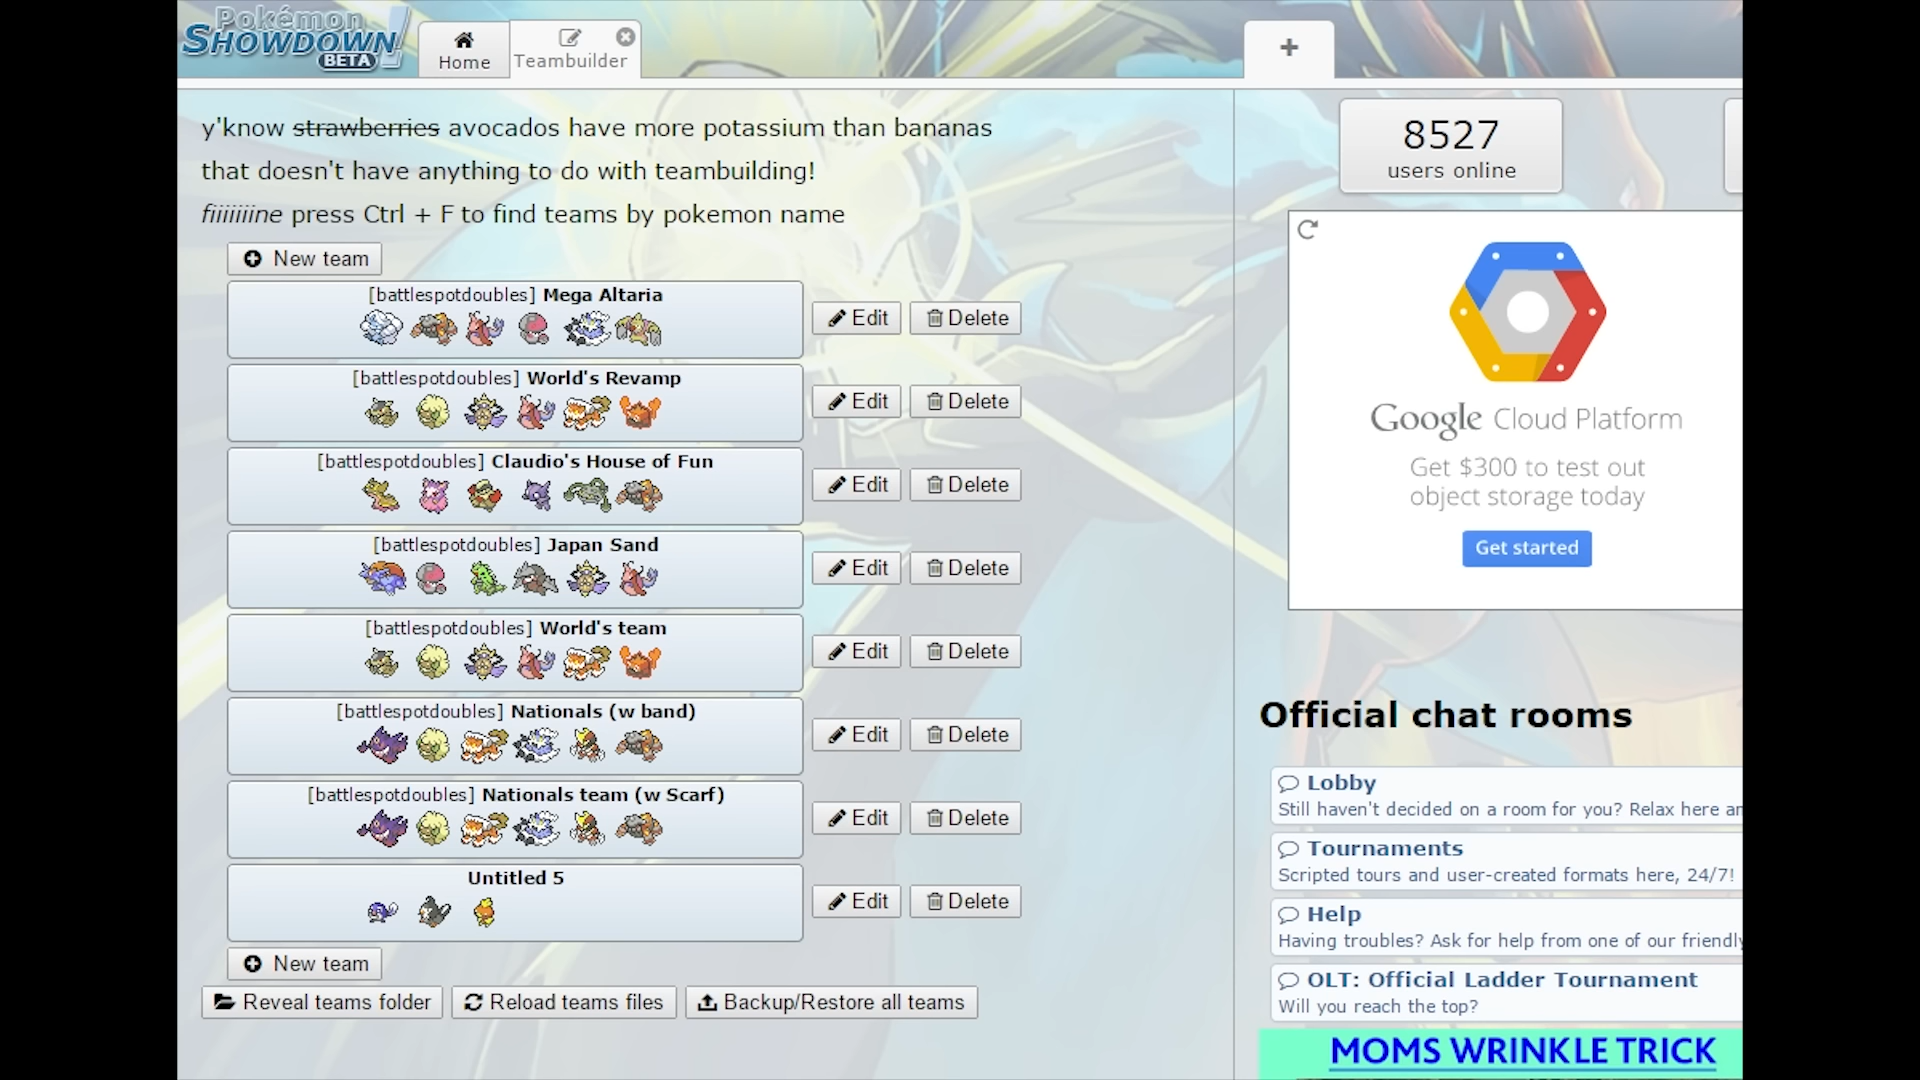 Pokémon
SHOWDOWN!
BETA
Home
Teambuilder
y'know strawberries avocados have more potassium than bananas
that doesn't have anything to do with teambuilding!
fiiiiiiine press Ctrl + F to find teams by pokemon name
New team
[battlespotdoubles] Mega Altaria
Edit Delete
[battlespotdoubles] World's Revamp
Edit Delete
[battlespotdoubles] Claudio's House of Fun
Edit Delete
[battlespotdoubles] Japan Sand
Edit Delete
[battlespotdoubles] World's team
Edit Delete
[battlespotdoubles] Nationals (w band)
Edit Delete
[battlespotdoubles] Nationals team (w Scarf)
Edit Delete
Untitled 5
Edit Delete
New team
Reveal teams folder Reload teams files Backup/Restore all teams
8527
users online
Google Cloud Platform
Get $300 to test out
object storage today
Get started
Official chat rooms
Lobby
Still haven't decided on a room for you? Relax here
Tournaments
Scripted tours and user-created formats here, 24/7!
Help
Having troubles? Ask for help from one of our friendly
OLT: Official Ladder Tournament
Will you reach the top?
MOMS WRINKLE TRICK